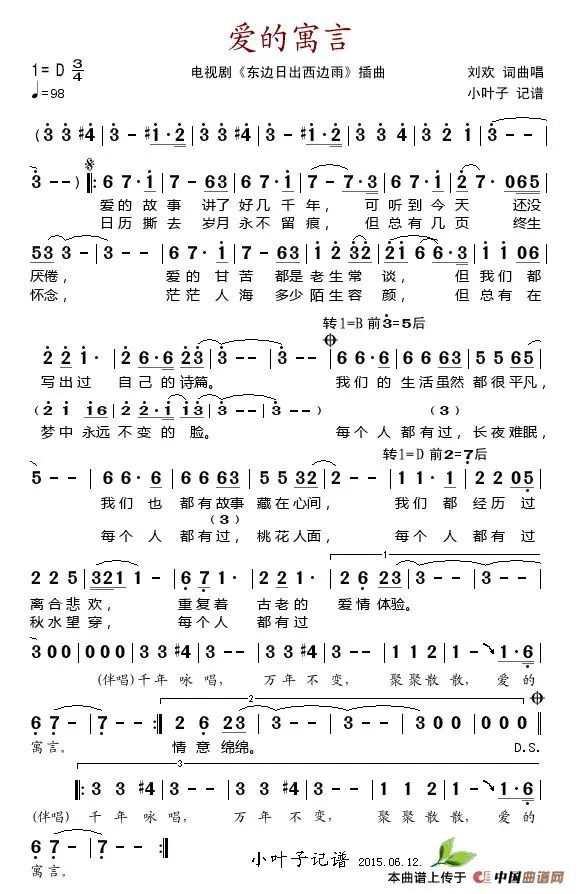 爱的寓言
1= D 3/4
电视剧《东边日出西边雨》插曲
刘欢 词曲唱
♩=98
小叶子 记谱
( 3 3 #4 | 3 - #1·2 | 3 3 #4 | 3 - #1·2 | 3 3 #4 | 3 2 1 | 3 - - |
3 - - ) ‖: 6 7· 1 | 7 - 63 | 6 7· 1 | 7 - 7·3 | 6 7· 1 | 2 7· 065 |
爱的 故 事 讲了 好几 千年， 可 听到 今天 还没
日历 撕去 岁月 永不 留痕， 但 总有 几页 终生
53 3 - | 3 - - | 6 7· 1 | 7 - 63 | 1 2 32 | 21 6 6·3 | 1 1 06 |
厌倦， 爱的 甘苦 都是 老生常 谈， 但 我们 都
怀念， 茫茫 人海 多少 陌生容 颜， 但 总有 在
转1=B 前3=5后
2 2 1· | 2 6·6 23 | 3 - - | 3 - - | 6 6·6 | 6 6 63 | 5 5 65 |
写出过 自己的诗篇。 我们 的 生活虽然 都很平凡，
( 2 1 16 | 2 2·1 13 | 3 - - | 3 - - ) (3)
梦中 永远 不变的 脸。 每个 人 都有过， 长夜难眠，
转1=D 前2=7后
5 - - | 6 6· 6 | 6 6 63 | 5 5 32 | 2 - - | 1 1· 1 | 2 2 05 |
我们 也 都有故事 藏在心间， 我们 都 经历 过
(3)
每个 人 都有过， 桃花人面， 每个 人 都有 过
2 2 5 | 321 1 - | 6 7· 1 | 2 2· 1 | 2 6 23 | 3 - - | 3 - - |
1
离合悲 欢， 重复着 古老的 爱情体验。
秋水望 穿， 每个人 都有过
3 0 0 | 0 0 0 | 3 3 #4 | 3 - - | 3 3 #4 | 3 - - | 1 1 2 | 1 - | 1·6 |
(伴唱)千年 咏 唱， 万年 不 变， 聚聚散散， 爱的
6 7 - | 7 - - :‖ 2 6 23 | 3 - - | 3 - - | 3 0 0 | 0 0 0 ‖
2
寓言。 情意 绵绵。 D.S.
3
‖: 3 3 #4 | 3 - - | 3 3 #4 | 3 - - | 1 1 2 | 1 - 1·6 |
(伴唱) 千年 咏 唱， 万年 不 变， 聚聚散 散， 爱的
6 7 - | 7 - - :‖
寓言。
小叶子记谱 2015.06.12.
本曲谱上传于 中国曲谱网